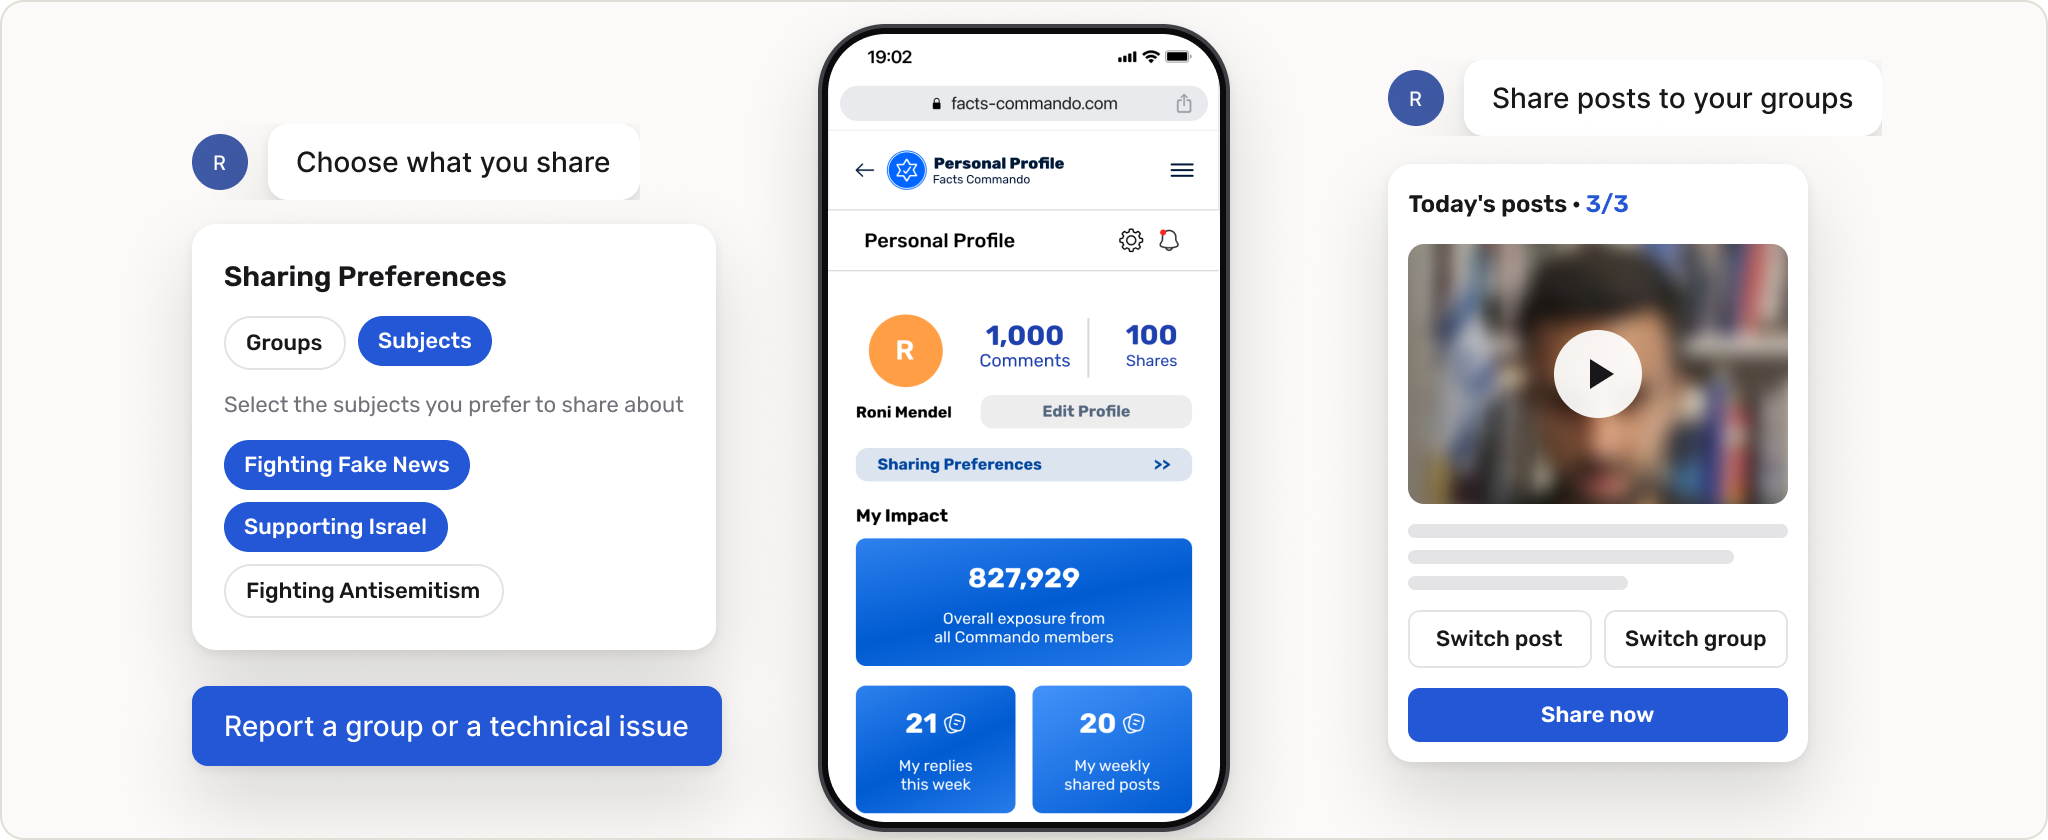 R
Choose what you share
Sharing Preferences
Groups
Subjects
Select the subjects you prefer to share about
Fighting Fake News
Supporting Israel
Fighting Antisemitism
Report a group or a technical issue
19:02
facts-commando.com
Personal Profile
Facts Commando
Personal Profile
R
1,000
Comments
100
Shares
Roni Mendel
Edit Profile
Sharing Preferences >>
My Impact
827,929
Overall exposure from
all Commando members
21
My replies
this week
20
My weekly
shared posts
R
Share posts to your groups
Today's posts • 3/3
Switch post
Switch group
Share now